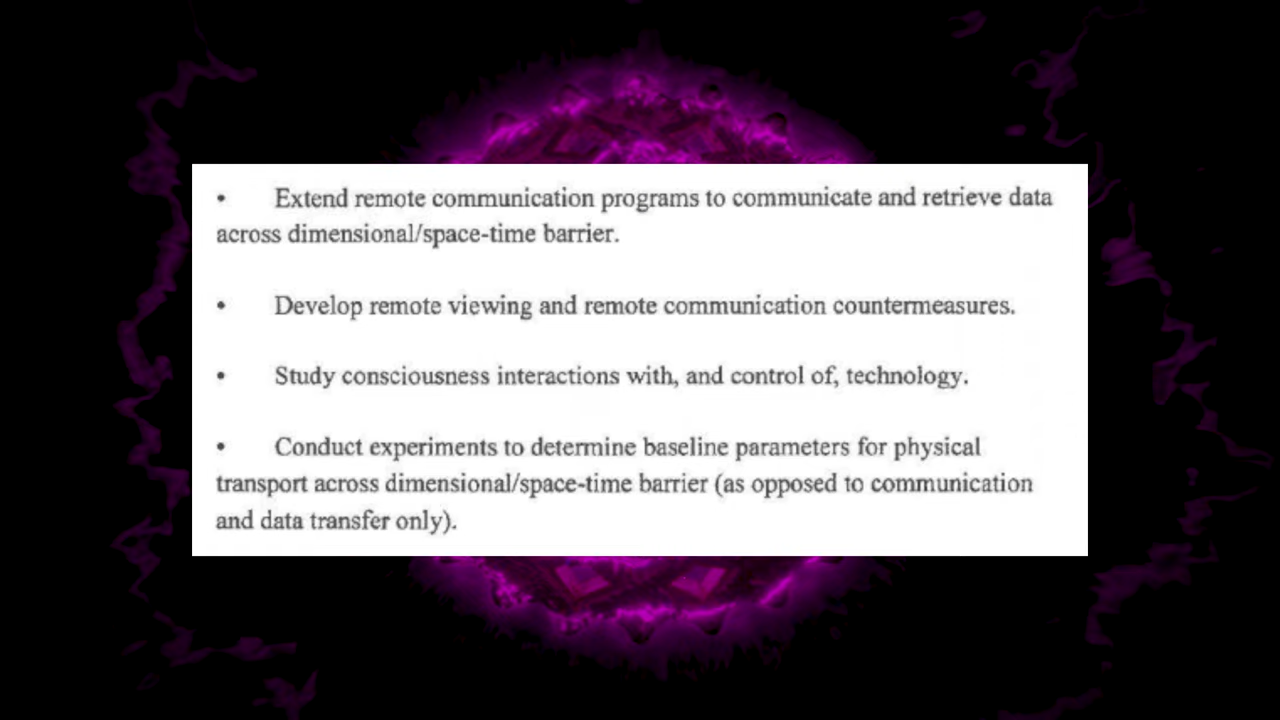 • Extend remote communication programs to communicate and retrieve data
across dimensional/space-time barrier.
• Develop remote viewing and remote communication countermeasures.
• Study consciousness interactions with, and control of, technology.
• Conduct experiments to determine baseline parameters for physical
transport across dimensional/space-time barrier (as opposed to communication
and data transfer only).